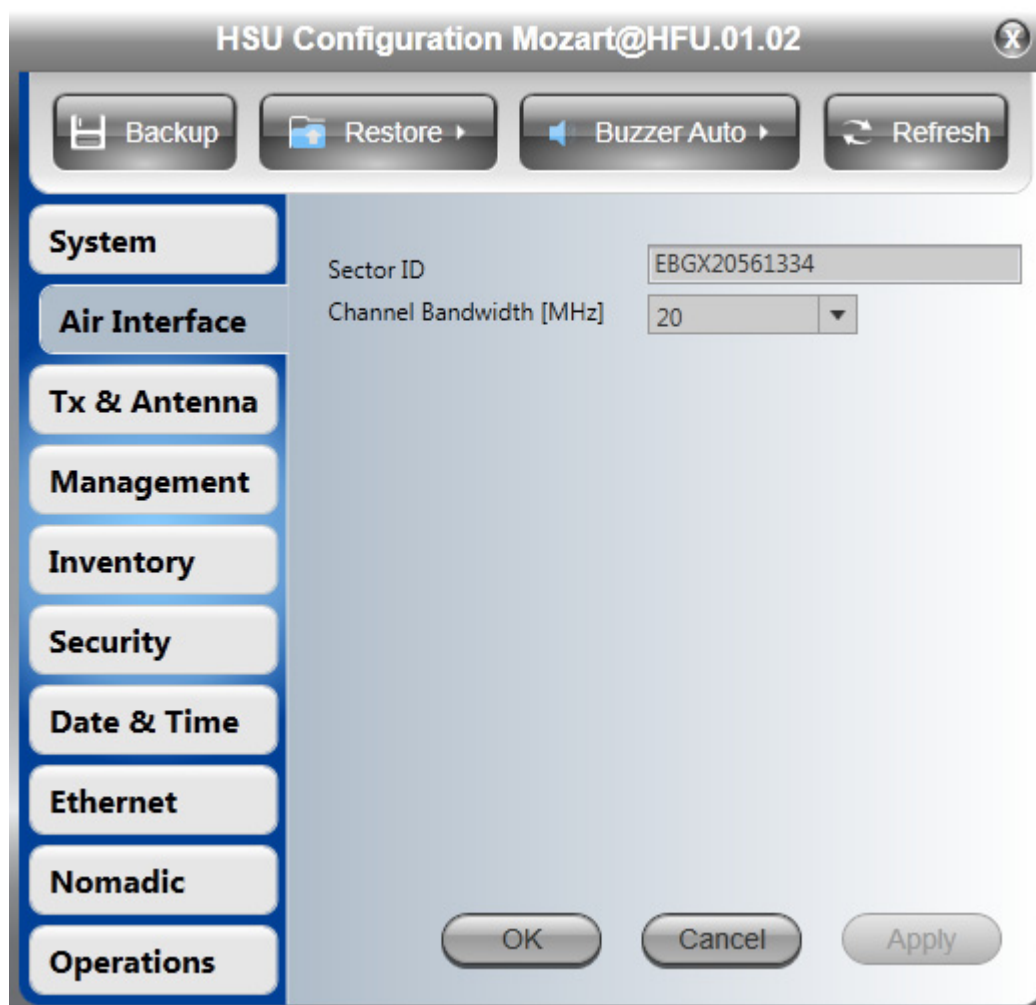 HSU Configuration Mozart@HFU.01.02
X
Backup
Restore
Buzzer Auto
Refresh
System
Air Interface
Tx & Antenna
Management
Inventory
Security
Date & Time
Ethernet
Nomadic
Operations
Sector ID EBGX20561334
Channel Bandwidth [MHz] 20
OK
Cancel
Apply